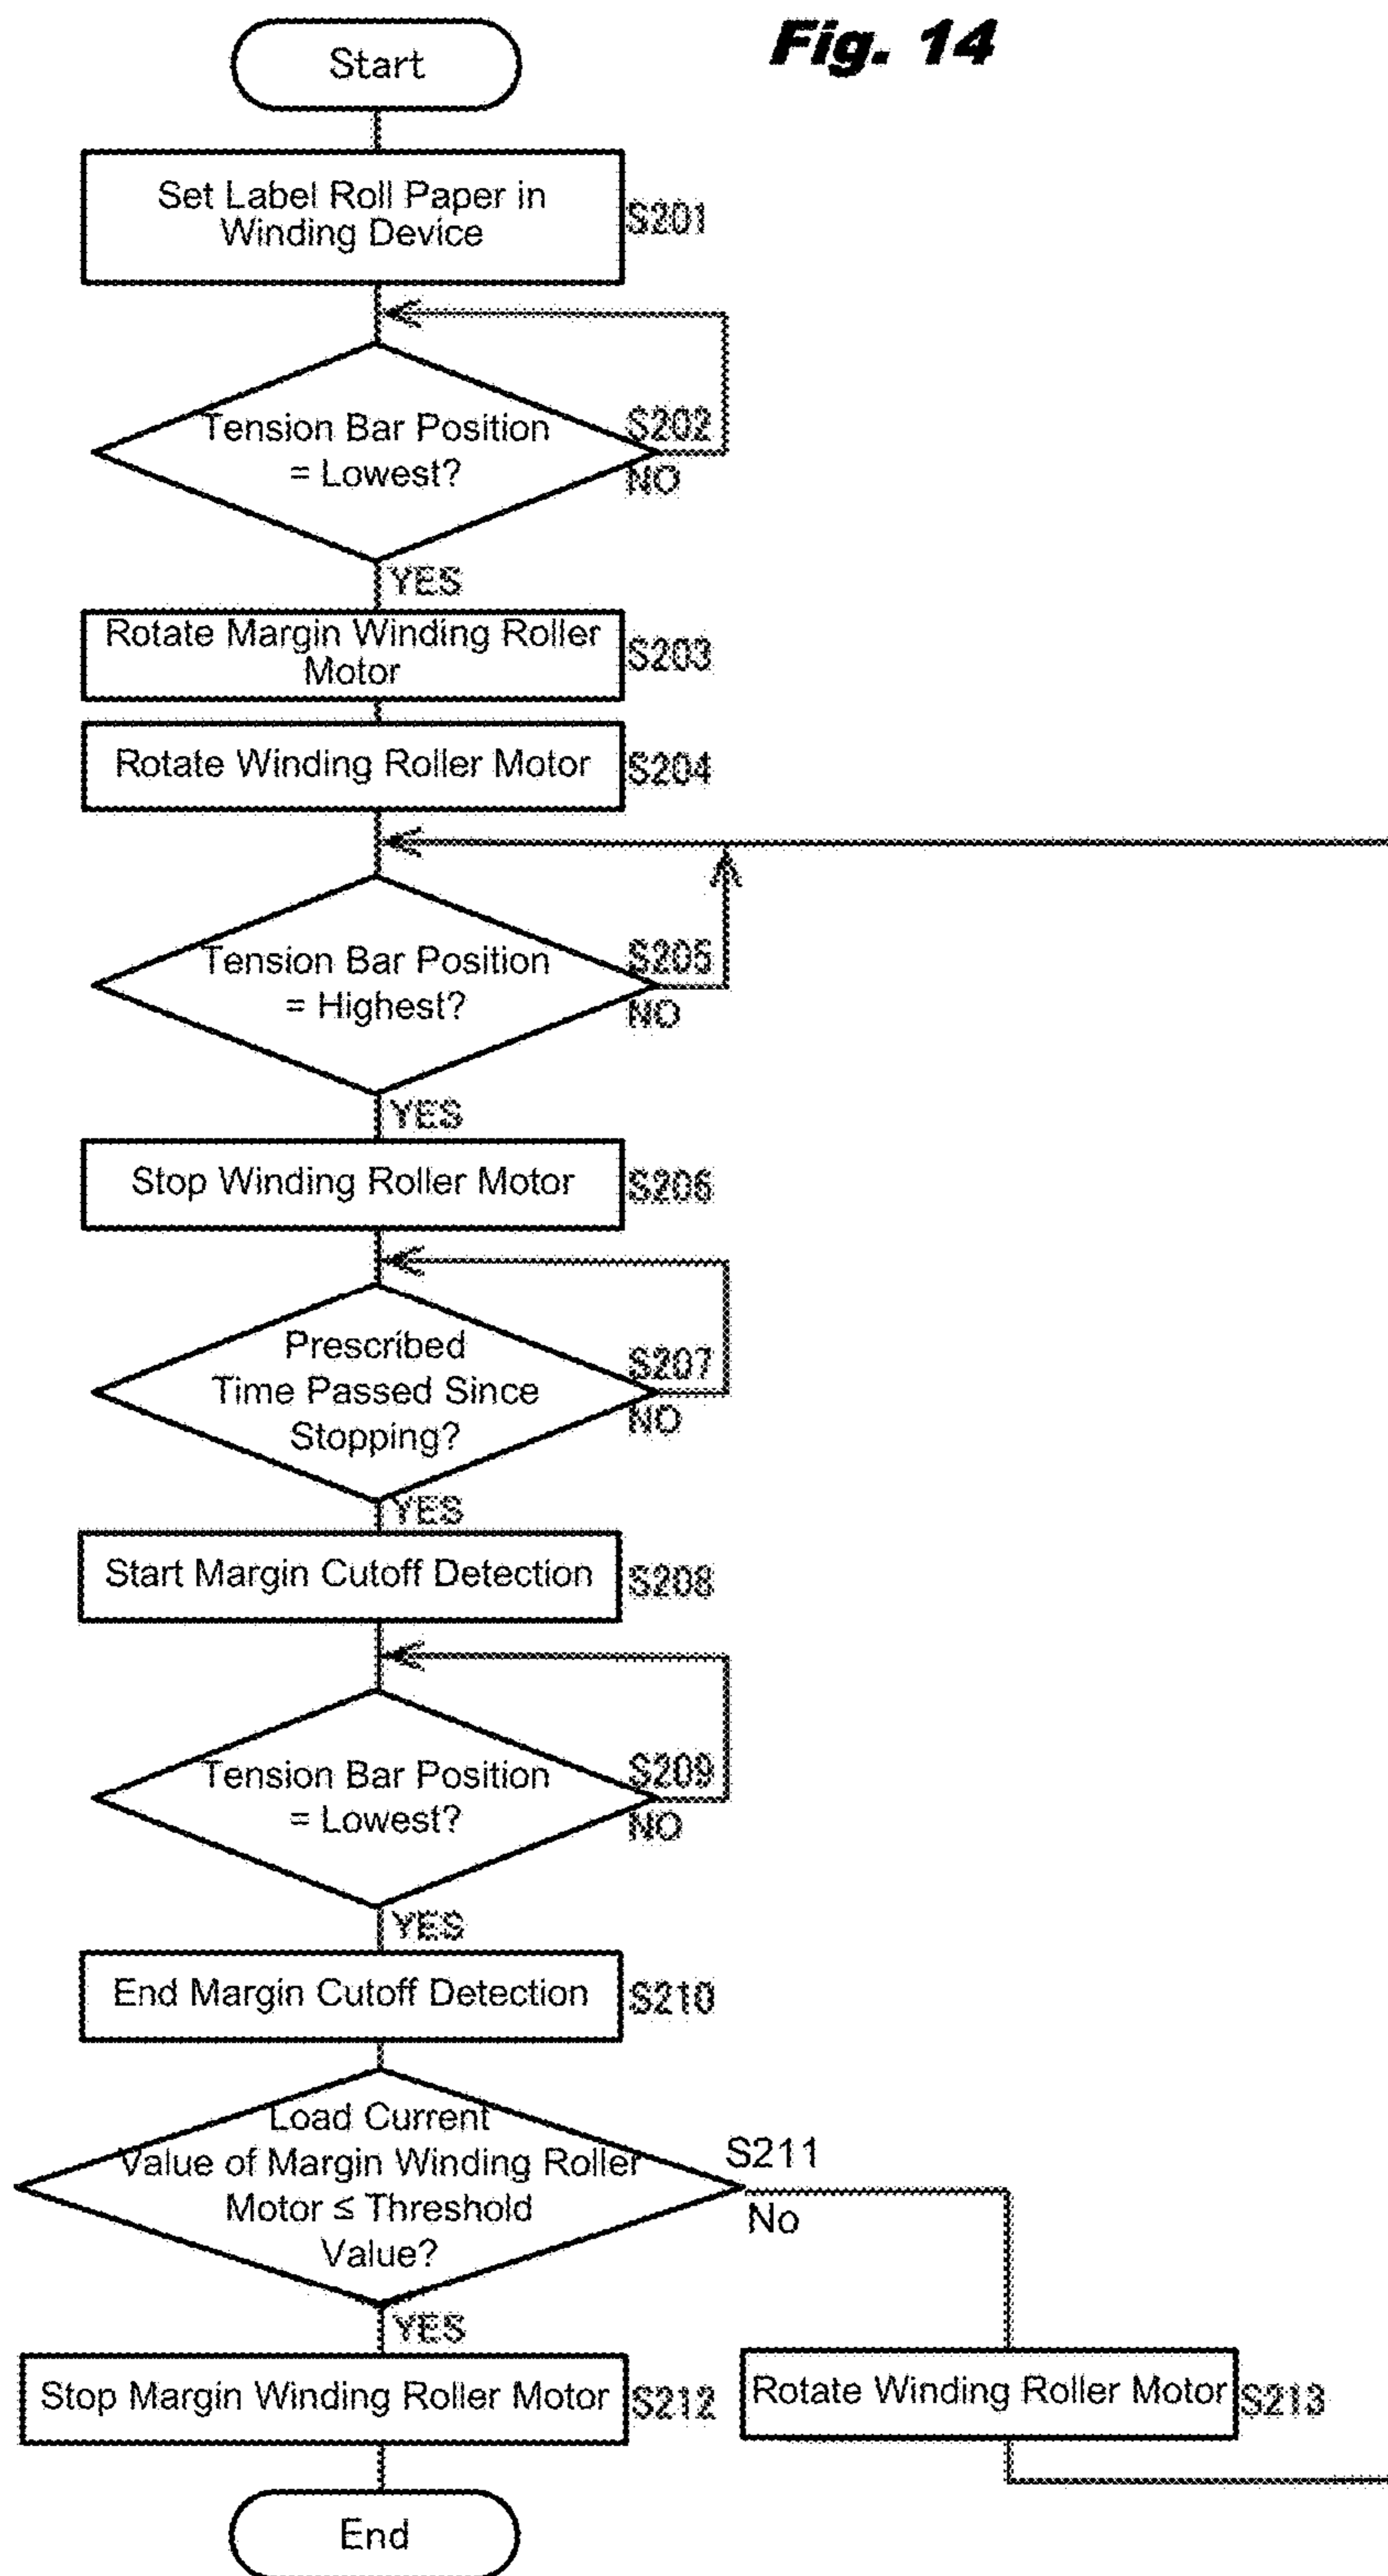 Fig. 14
Start
Set Label Roll Paper in
Winding Device
S201
Tension Bar Position
= Lowest?
S202
NO
YES
Rotate Margin Winding Roller
Motor
S203
Rotate Winding Roller Motor
S204
Tension Bar Position
= Highest?
S205
NO
YES
Stop Winding Roller Motor
S206
Prescribed
Time Passed Since
Stopping?
S207
NO
YES
Start Margin Cutoff Detection
S208
Tension Bar Position
= Lowest?
S209
NO
YES
End Margin Cutoff Detection
S210
Load Current
Value of Margin Winding Roller
Motor ≤ Threshold
Value?
S211
No
YES
Stop Margin Winding Roller Motor
S212
Rotate Winding Roller Motor
S213
End